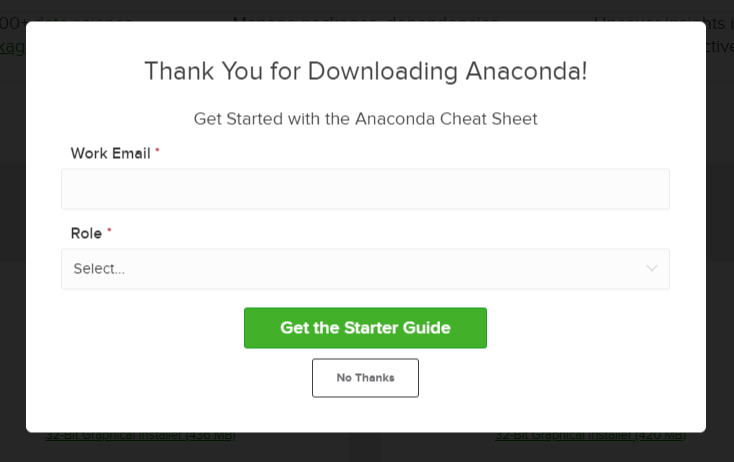 Thank You for Downloading Anaconda!
Get Started with the Anaconda Cheat Sheet
Work Email *
Role *
Select...
Get the Starter Guide
No Thanks
32-Bit Graphical Installer (436 MB)
32-Bit Graphical Installer (420 MB)